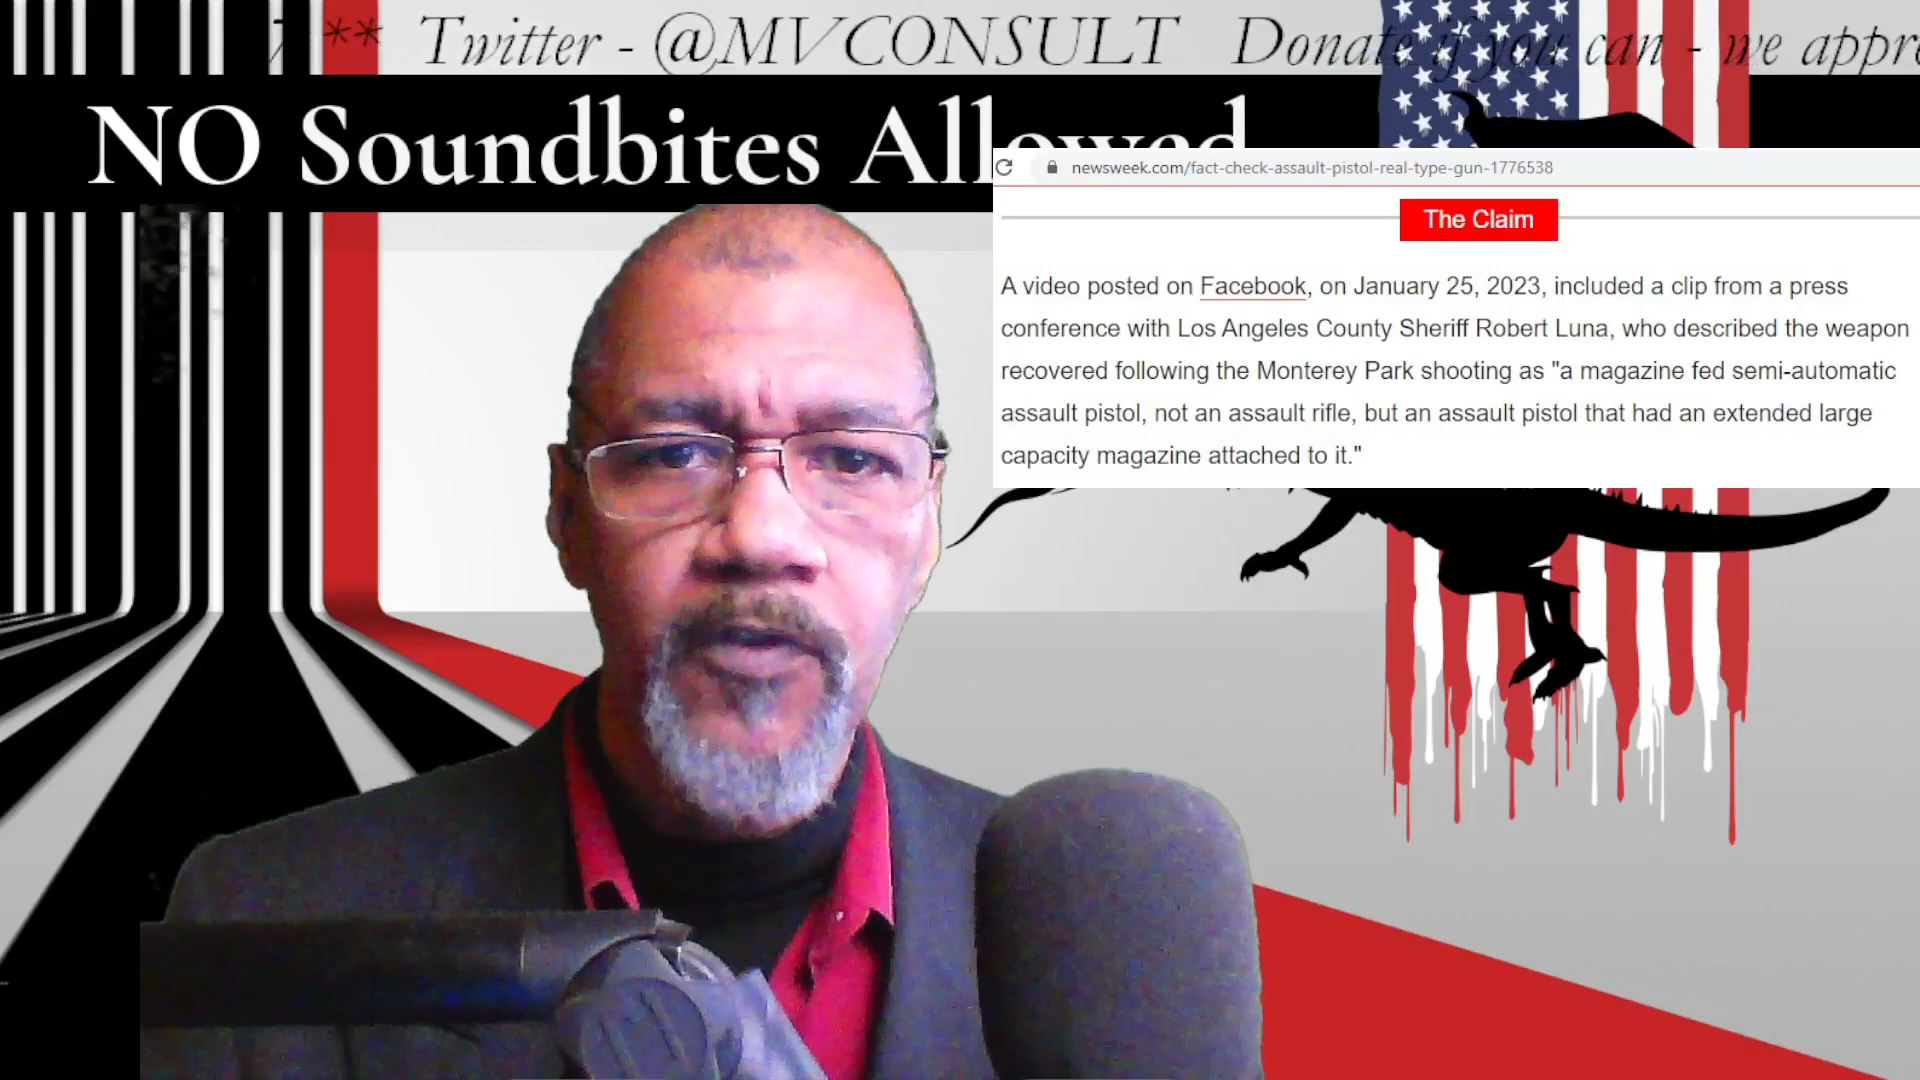 ** Twitter - @MVCONSULT Donate if you can - we
NO Soundbites Allowed
newsweek.com/fact-check-assault-pistol-real-type-gun-1776538
The Claim
A video posted on Facebook, on January 25, 2023, included a clip from a press
conference with Los Angeles County Sheriff Robert Luna, who described the weapon
recovered following the Monterey Park shooting as "a magazine fed semi-automatic
assault pistol, not an assault rifle, but an assault pistol that had an extended large
capacity magazine attached to it."